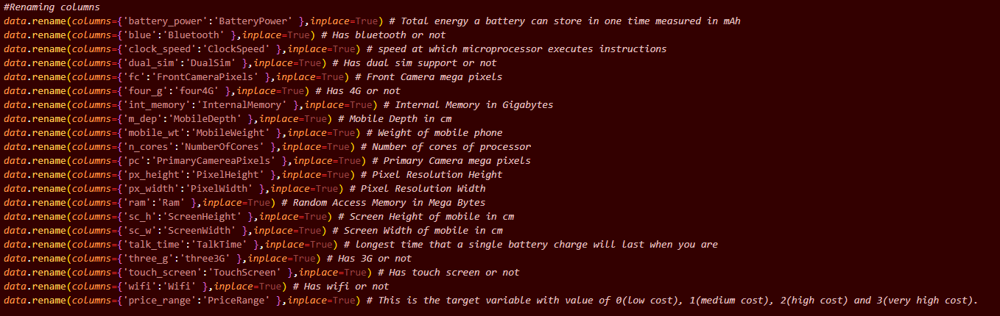 #Renaming columns
data.rename(columns={'battery_power':'BatteryPower' },inplace=True) # Total energy a battery can store in one time measured in mAh
data.rename(columns={'blue':'Bluetooth' },inplace=True) # Has bluetooth or not
data.rename(columns={'clock_speed':'ClockSpeed' },inplace=True) # speed at which microprocessor executes instructions
data.rename(columns={'dual_sim':'DualSim' },inplace=True) # Has dual sim support or not
data.rename(columns={'fc':'FrontCameraPixels' },inplace=True) # Front Camera mega pixels
data.rename(columns={'four_g':'four4G' },inplace=True) # Has 4G or not
data.rename(columns={'int_memory':'InternalMemory' },inplace=True) # Internal Memory in Gigabytes
data.rename(columns={'m_dep':'MobileDepth' },inplace=True) # Mobile Depth in cm
data.rename(columns={'mobile_wt':'MobileWeight' },inplace=True) # Weight of mobile phone
data.rename(columns={'n_cores':'NumberOfCores' },inplace=True) # Number of cores of processor
data.rename(columns={'pc':'PrimaryCamereaPixels' },inplace=True) # Primary Camera mega pixels
data.rename(columns={'px_height':'PixelHeight' },inplace=True) # Pixel Resolution Height
data.rename(columns={'px_width':'PixelWidth' },inplace=True) # Pixel Resolution Width
data.rename(columns={'ram':'Ram' },inplace=True) # Random Access Memory in Mega Bytes
data.rename(columns={'sc_h':'ScreenHeight' },inplace=True) # Screen Height of mobile in cm
data.rename(columns={'sc_w':'ScreenWidth' },inplace=True) # Screen Width of mobile in cm
data.rename(columns={'talk_time':'TalkTime' },inplace=True) # longest time that a single battery charge will last when you are
data.rename(columns={'three_g':'three3G' },inplace=True) # Has 3G or not
data.rename(columns={'touch_screen':'TouchScreen' },inplace=True) # Has touch screen or not
data.rename(columns={'wifi':'Wifi' },inplace=True) # Has wifi or not
data.rename(columns={'price_range':'PriceRange' },inplace=True) # This is the target variable with value of 0(low cost), 1(medium cost), 2(high cost) and 3(very high cost).